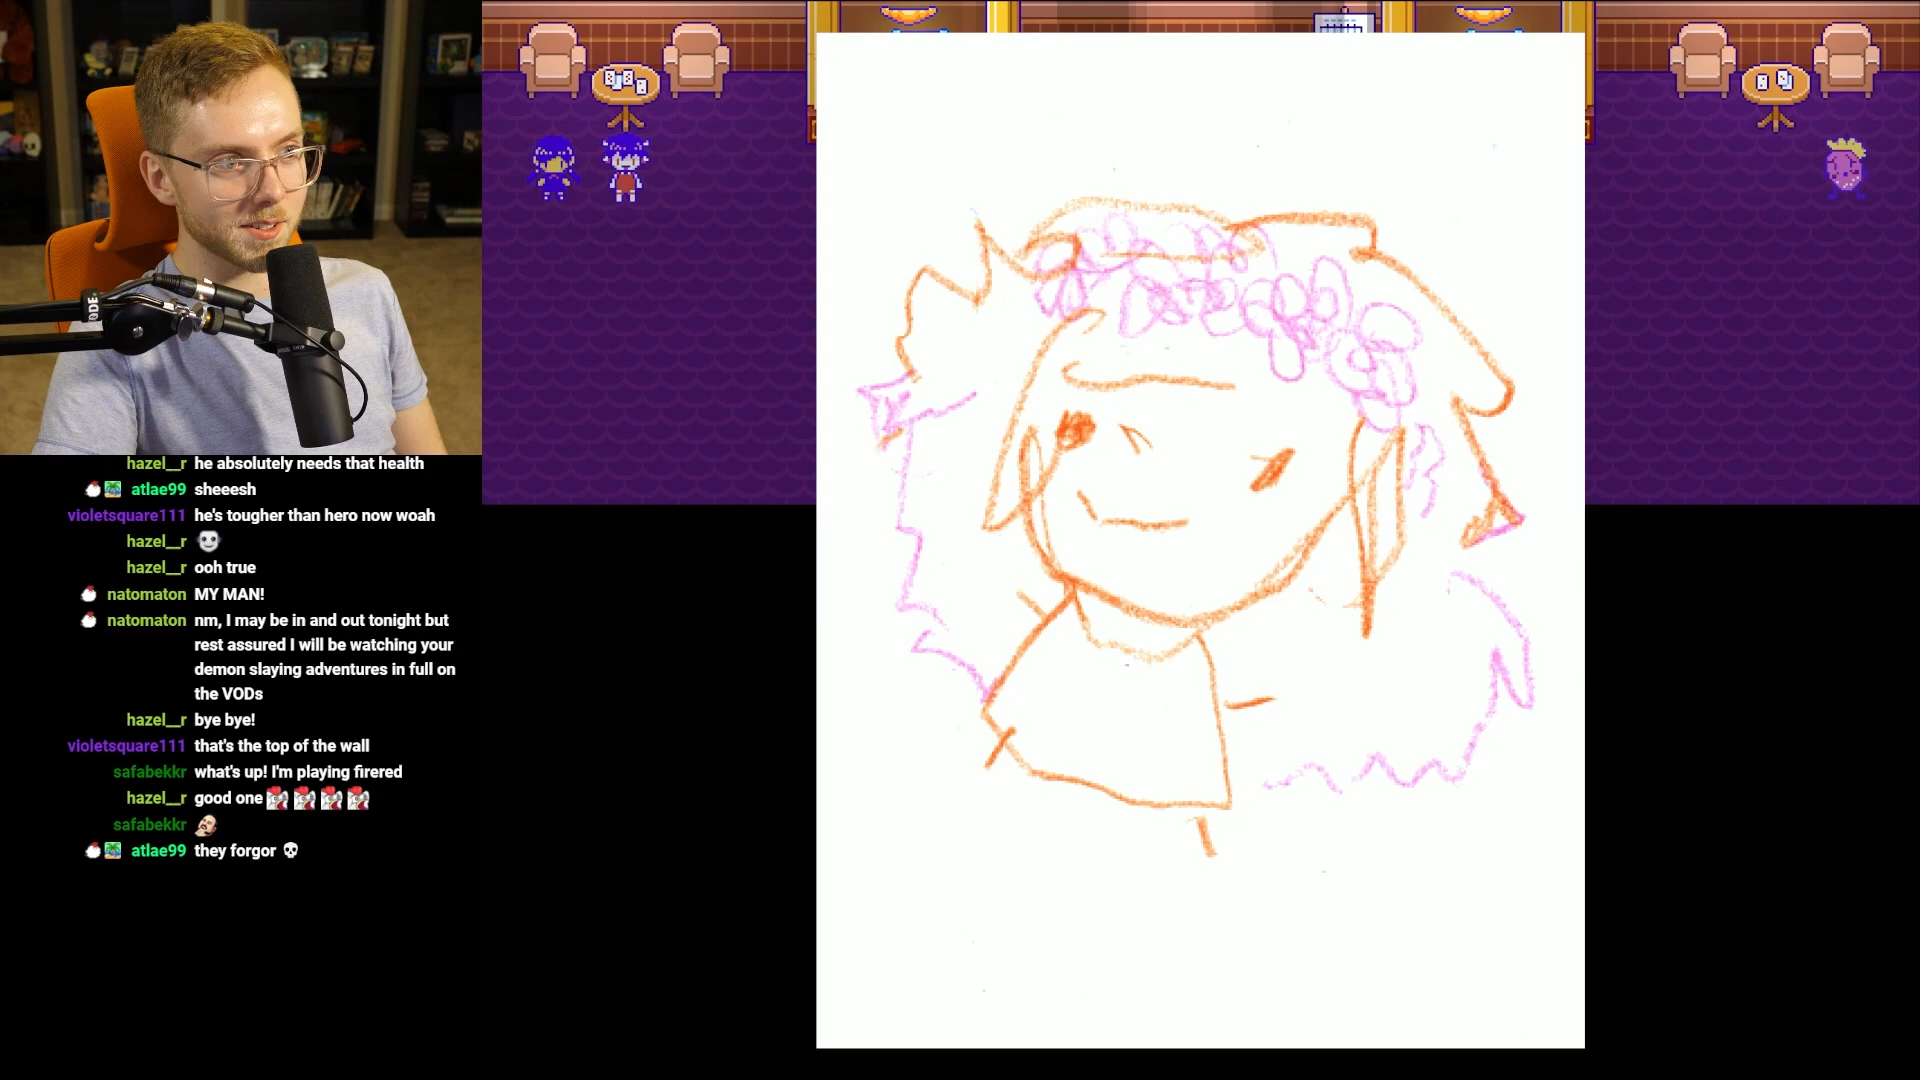 RODE
hazel__r he absolutely needs that health
atlae99 sheeesh
violetsquare111 he's tougher than hero now woah
hazel__r
hazel__r ooh true
natomaton MY MAN!
natomaton nm, I may be in and out tonight but
rest assured I will be watching your
demon slaying adventures in full on
the VODs
hazel__r bye bye!
violetsquare111 that's the top of the wall
safabekkr what's up! I'm playing firered
hazel__r good one
safabekkr
atlae99 they forgor